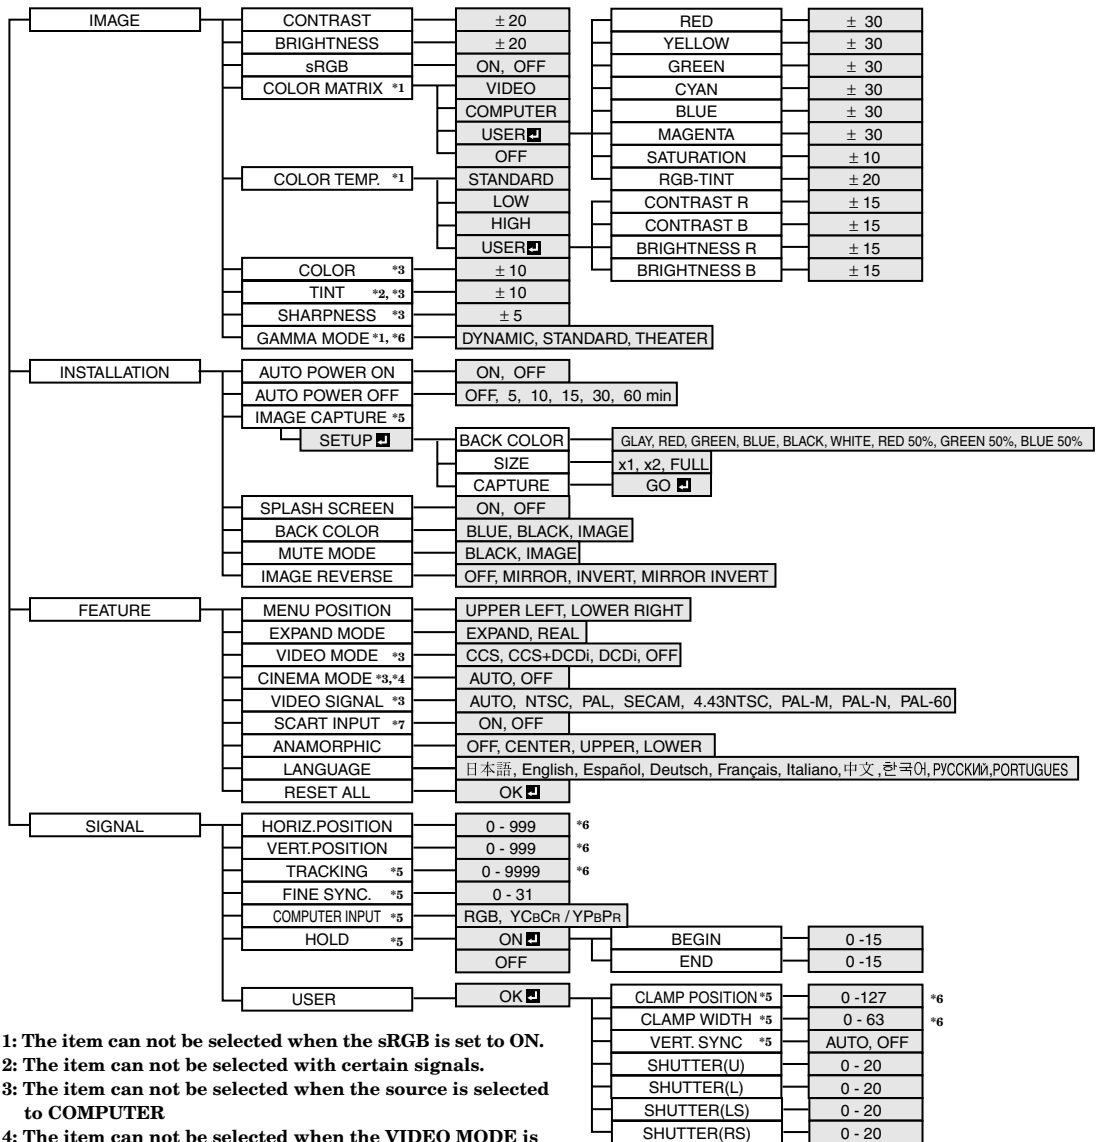 IMAGE CONTRAST ± 20 RED ± 30
BRIGHTNESS ± 20 YELLOW ± 30
sRGB ON, OFF GREEN ± 30
COLOR MATRIX *1 VIDEO CYAN ± 30
COMPUTER BLUE ± 30
USER MAGENTA ± 30
OFF SATURATION ± 10
COLOR TEMP. *1 STANDARD RGB-TINT ± 20
LOW CONTRAST R ± 15
HIGH CONTRAST B ± 15
USER BRIGHTNESS R ± 15
COLOR *3 ± 10 BRIGHTNESS B ± 15
TINT *2, *3 ± 10
SHARPNESS *3 ± 5
GAMMA MODE *1, *6 DYNAMIC, STANDARD, THEATER
INSTALLATION AUTO POWER ON ON, OFF
AUTO POWER OFF OFF, 5, 10, 15, 30, 60 min
IMAGE CAPTURE *5
SETUP BACK COLOR GLAY, RED, GREEN, BLUE, BLACK, WHITE, RED 50%, GREEN 50%, BLUE 50%
SIZE x1, x2, FULL
CAPTURE GO
SPLASH SCREEN ON, OFF
BACK COLOR BLUE, BLACK, IMAGE
MUTE MODE BLACK, IMAGE
IMAGE REVERSE OFF, MIRROR, INVERT, MIRROR INVERT
FEATURE MENU POSITION UPPER LEFT, LOWER RIGHT
EXPAND MODE EXPAND, REAL
VIDEO MODE *3 CCS, CCS+DCDi, DCDi, OFF
CINEMA MODE *3,*4 AUTO, OFF
VIDEO SIGNAL *3 AUTO, NTSC, PAL, SECAM, 4.43NTSC, PAL-M, PAL-N, PAL-60
SCART INPUT *7 ON, OFF
ANAMORPHIC OFF, CENTER, UPPER, LOWER
LANGUAGE 日本語, English, Español, Deutsch, Français, Italiano,中文,한국어,РУССКИЙ,PORTUGUES
RESET ALL OK
SIGNAL HORIZ.POSITION 0 - 999 *6
VERT.POSITION 0 - 999 *6
TRACKING *5 0 - 9999 *6
FINE SYNC. *5 0 - 31
COMPUTER INPUT *5 RGB, YCBCR / YPBPR
HOLD *5 ON BEGIN 0 -15
OFF END 0 -15
USER OK CLAMP POSITION *5 0 -127 *6
CLAMP WIDTH *5 0 - 63 *6
VERT. SYNC *5 AUTO, OFF
SHUTTER(U) 0 - 20
SHUTTER(L) 0 - 20
SHUTTER(LS) 0 - 20
SHUTTER(RS) 0 - 20
1: The item can not be selected when the sRGB is set to ON.
2: The item can not be selected with certain signals.
3: The item can not be selected when the source is selected
to COMPUTER
4: The item can not be selected when the VIDEO MODE is